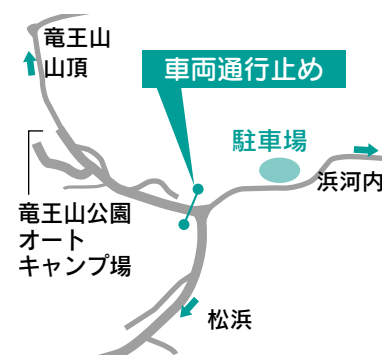 竜王山
山頂
車両通行止め
駐車場
浜河内
竜王山公園
オート
キャンプ場
松浜